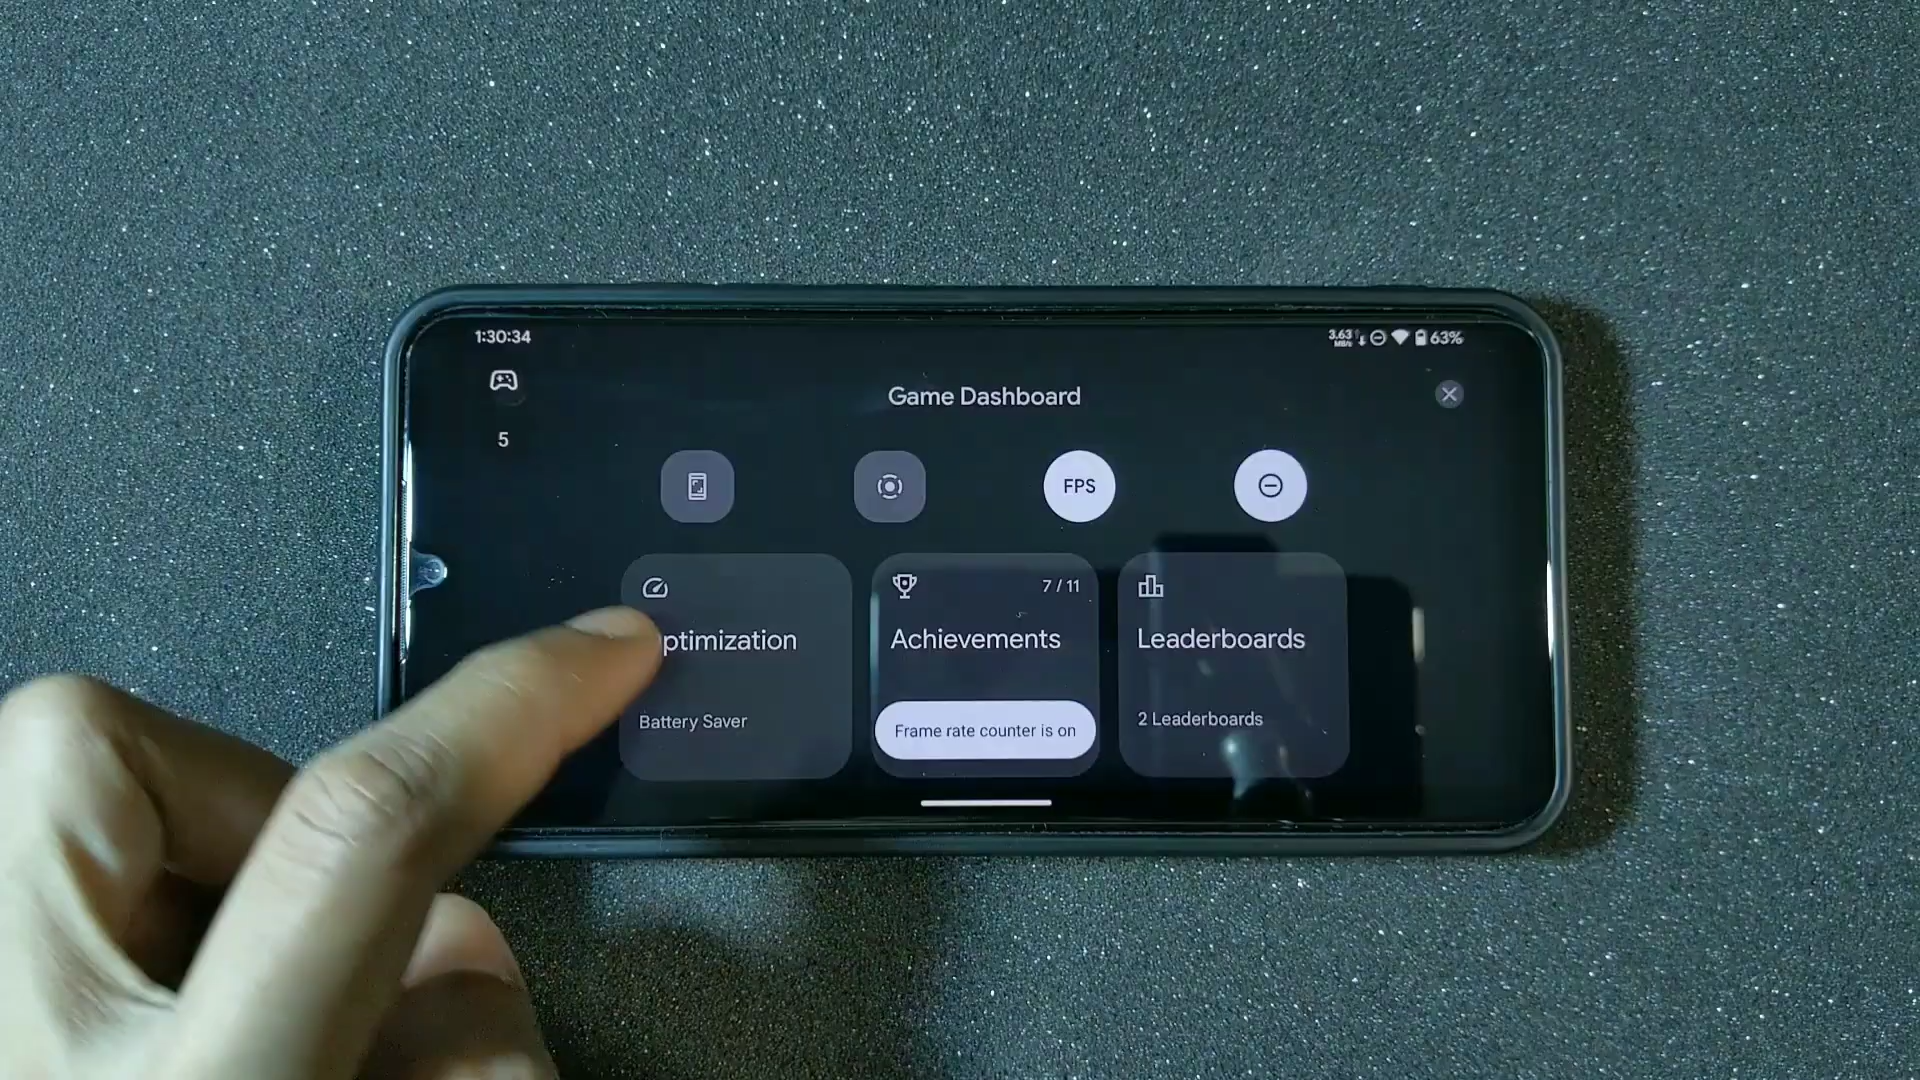 1:30:34
3.63 MB/s
63%
Game Dashboard
5
FPS
ptimization
7 / 11
Achievements
Leaderboards
Battery Saver
Frame rate counter is on
2 Leaderboards